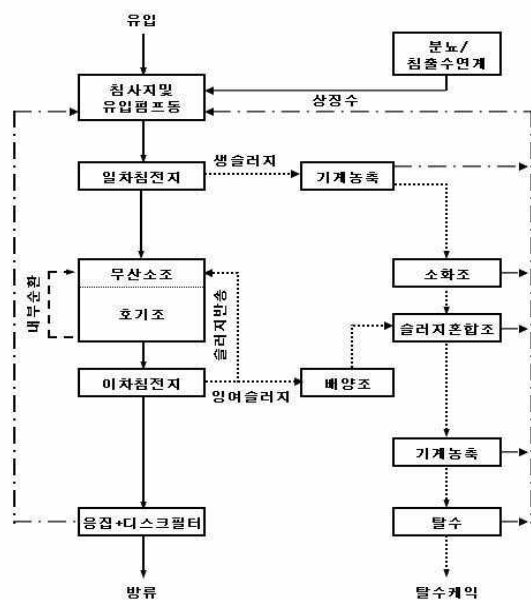 유입
분뇨/
침출수연계
침사지및
유입펌프동
상징수
일차침전지
생슬러지
기계농축
내부순환
무산소조
호기조
슬러지반송
소화조
슬러지혼합조
이차침전지
잉여슬러지
배양조
기계농축
응집+디스크필터
탈수
방류
탈수케익